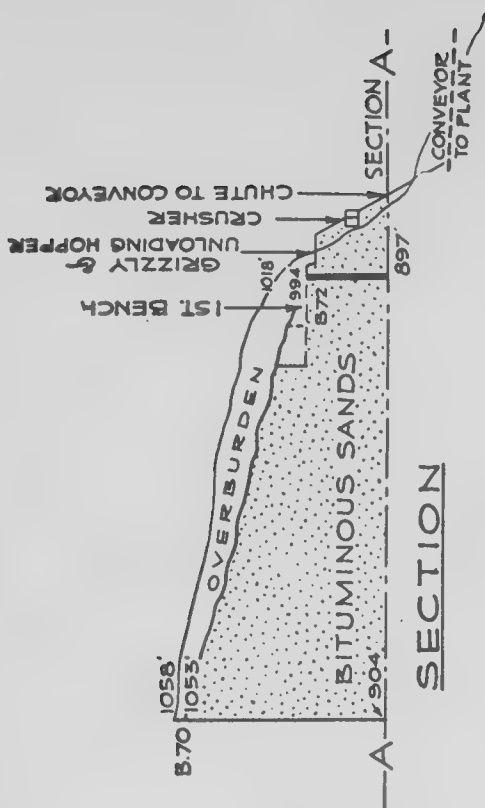 B.70
1058'
1053'
904
OVERBURDEN
BITUMINOUS SANDS
1018'
994'
B72
897'
1ST. BENCH
GRIZZLY &
UNLOADING HOPPER
CRUSHER
CHUTE TO CONVEYOR
A
SECTION A
CONVEYOR
TO PLANT
SECTION